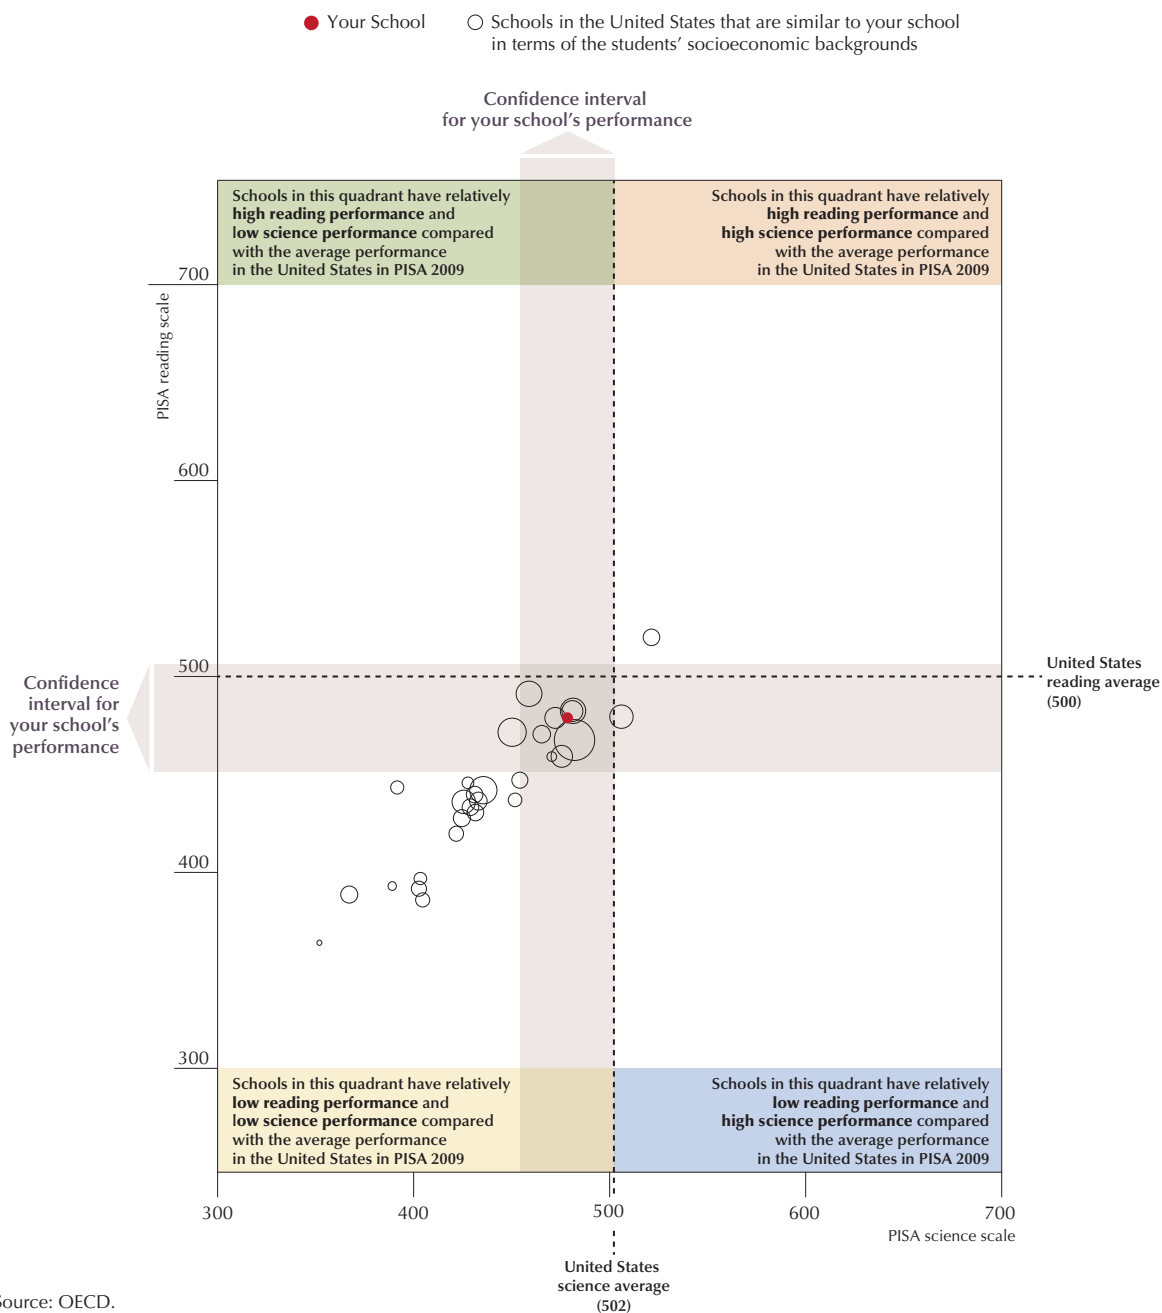 Your School
Schools in the United States that are similar to your school
in terms of the students’ socioeconomic backgrounds
Confidence interval
for your school’s performance
Schools in this quadrant have relatively
high reading performance and
low science performance compared
with the average performance
in the United States in PISA 2009
Schools in this quadrant have relatively
high reading performance and
high science performance compared
with the average performance
in the United States in PISA 2009
700
PISA reading scale
600
500
United States
reading average
(500)
Confidence
interval for
your school’s
performance
400
300
Schools in this quadrant have relatively
low reading performance and
low science performance compared
with the average performance
in the United States in PISA 2009
Schools in this quadrant have relatively
low reading performance and
high science performance compared
with the average performance
in the United States in PISA 2009
300
400
500
600
700
PISA science scale
United States
science average
(502)
Source: OECD.